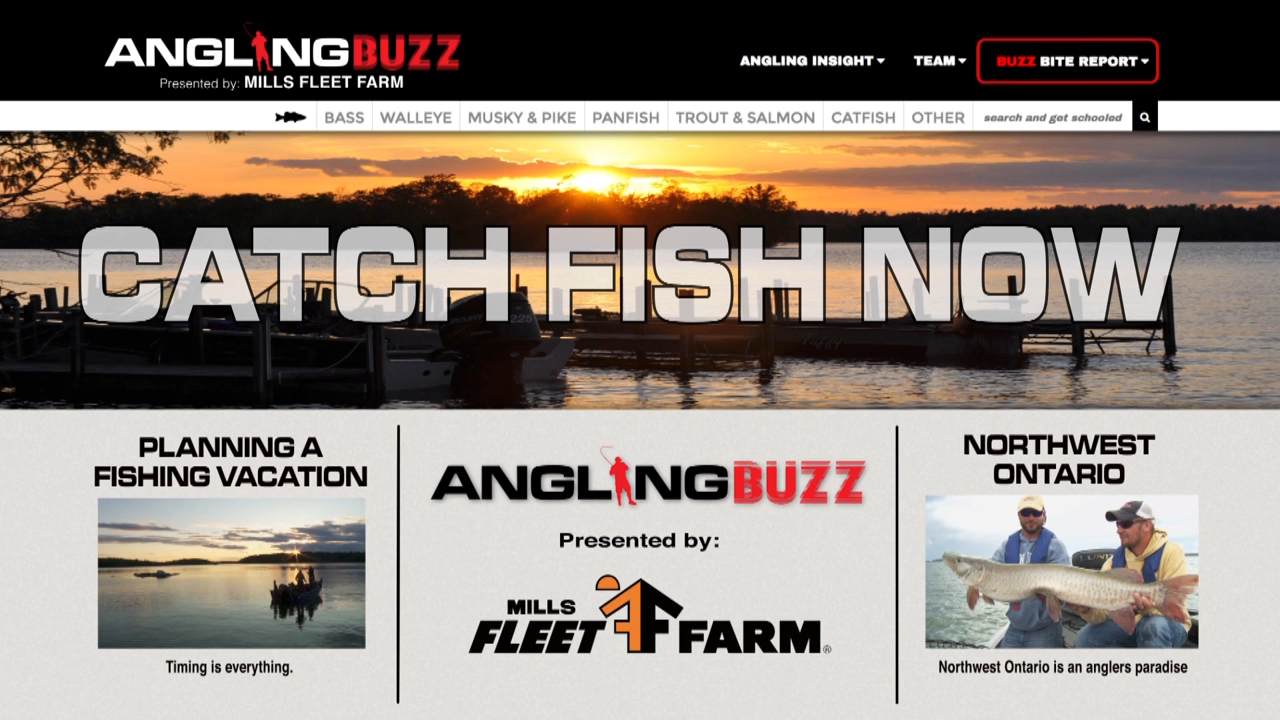 ANGLINGBUZZ
Presented by: MILLS FLEET FARM
ANGLING INSIGHT TEAM BUZZ BITE REPORT
BASS WALLEYE MUSKY & PIKE PANFISH TROUT & SALMON CATFISH OTHER search and get schooled
CATCH FISH NOW
225
PLANNING A
FISHING VACATION
Timing is everything.
ANGLINGBUZZ
Presented by:
MILLS
FLEET FARM®
NORTHWEST
ONTARIO
Northwest Ontario is an anglers paradise